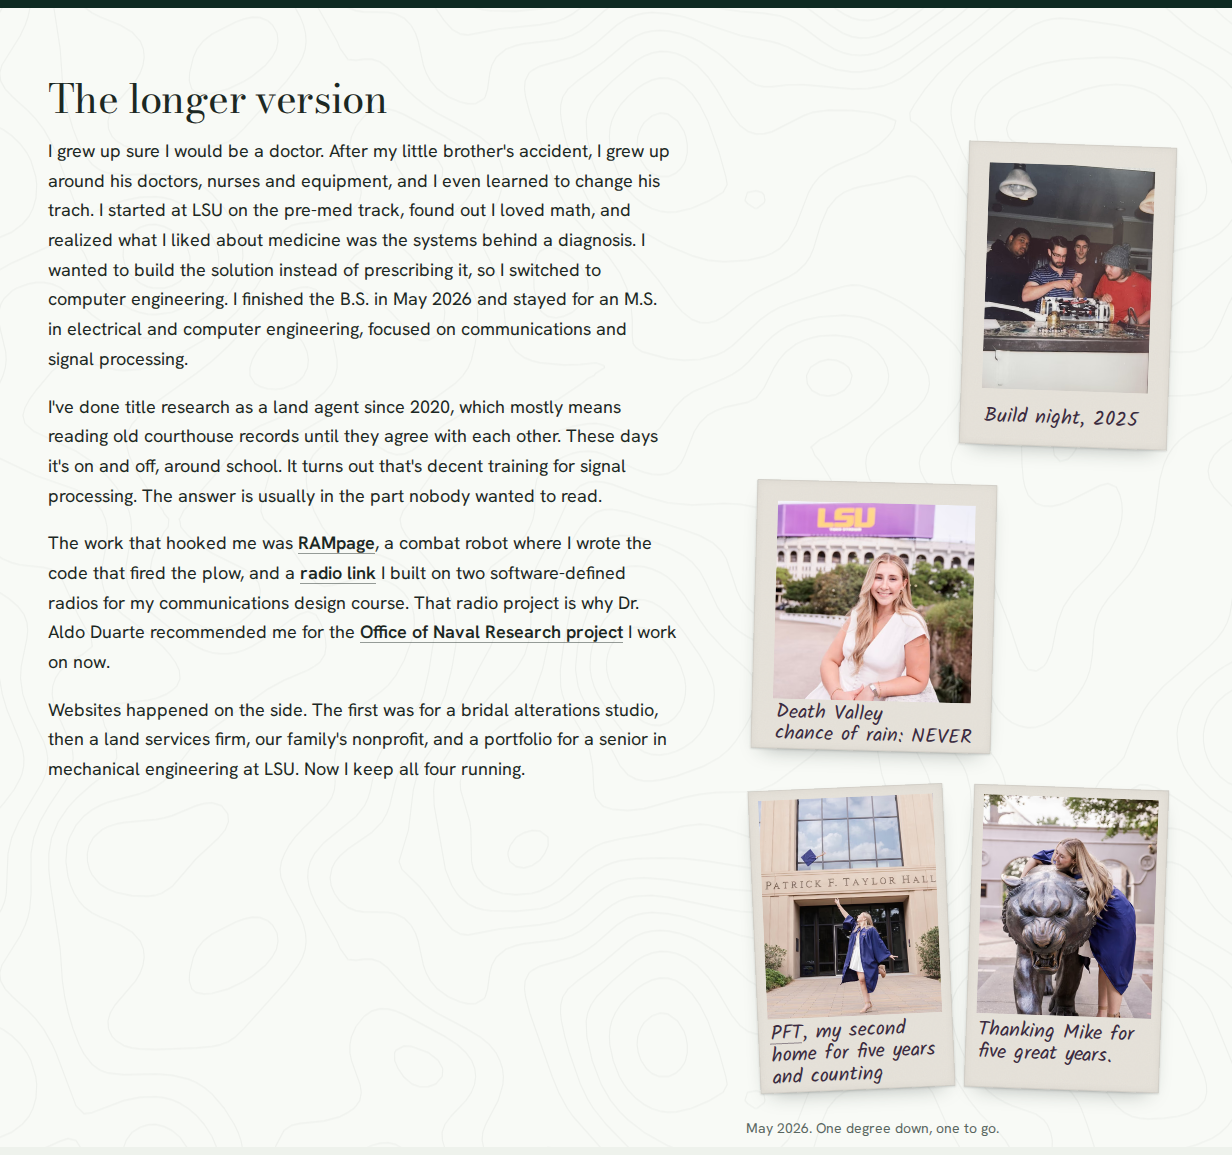 The longer version
I grew up sure I would be a doctor. After my little brother's accident, I grew up
around his doctors, nurses and equipment, and I even learned to change his
trach. I started at LSU on the pre-med track, found out I loved math, and
realized what I liked about medicine was the systems behind a diagnosis. I
wanted to build the solution instead of prescribing it, so I switched to
computer engineering. I finished the B.S. in May 2026 and stayed for an M.S.
in electrical and computer engineering, focused on communications and
signal processing.
I've done title research as a land agent since 2020, which mostly means
reading old courthouse records until they agree with each other. These days
it's on and off, around school. It turns out that's decent training for signal
processing. The answer is usually in the part nobody wanted to read.
The work that hooked me was RAMpage, a combat robot where I wrote the
code that fired the plow, and a radio link I built on two software-defined
radios for my communications design course. That radio project is why Dr.
Aldo Duarte recommended me for the Office of Naval Research project I work
on now.
Websites happened on the side. The first was for a bridal alterations studio,
then a land services firm, our family's nonprofit, and a portfolio for a senior in
mechanical engineering at LSU. Now I keep all four running.
Build night, 2025
LSU
Death Valley
chance of rain: NEVER
PATRICK F. TAYLOR HALL
PFT, my second
home for five years
and counting
Thanking Mike for
five great years.
May 2026. One degree down, one to go.